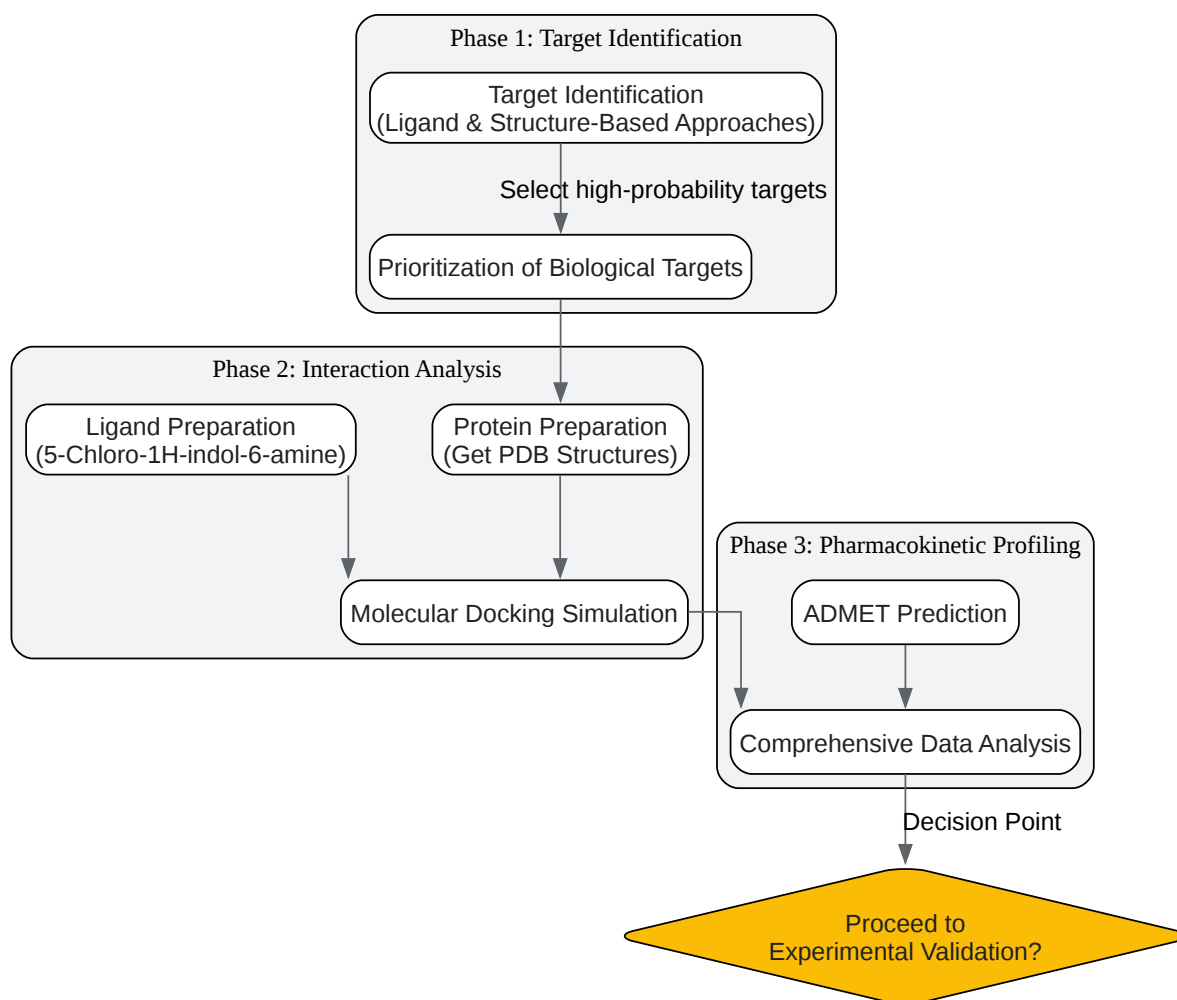 Phase 1: Target Identification
Target Identification
(Ligand & Structure-Based Approaches)
Select high-probability targets
Prioritization of Biological Targets
Phase 2: Interaction Analysis
Ligand Preparation
(5-Chloro-1H-indol-6-amine)
Protein Preparation
(Get PDB Structures)
Molecular Docking Simulation
Phase 3: Pharmacokinetic Profiling
ADMET Prediction
Comprehensive Data Analysis
Decision Point
Proceed to
Experimental Validation?